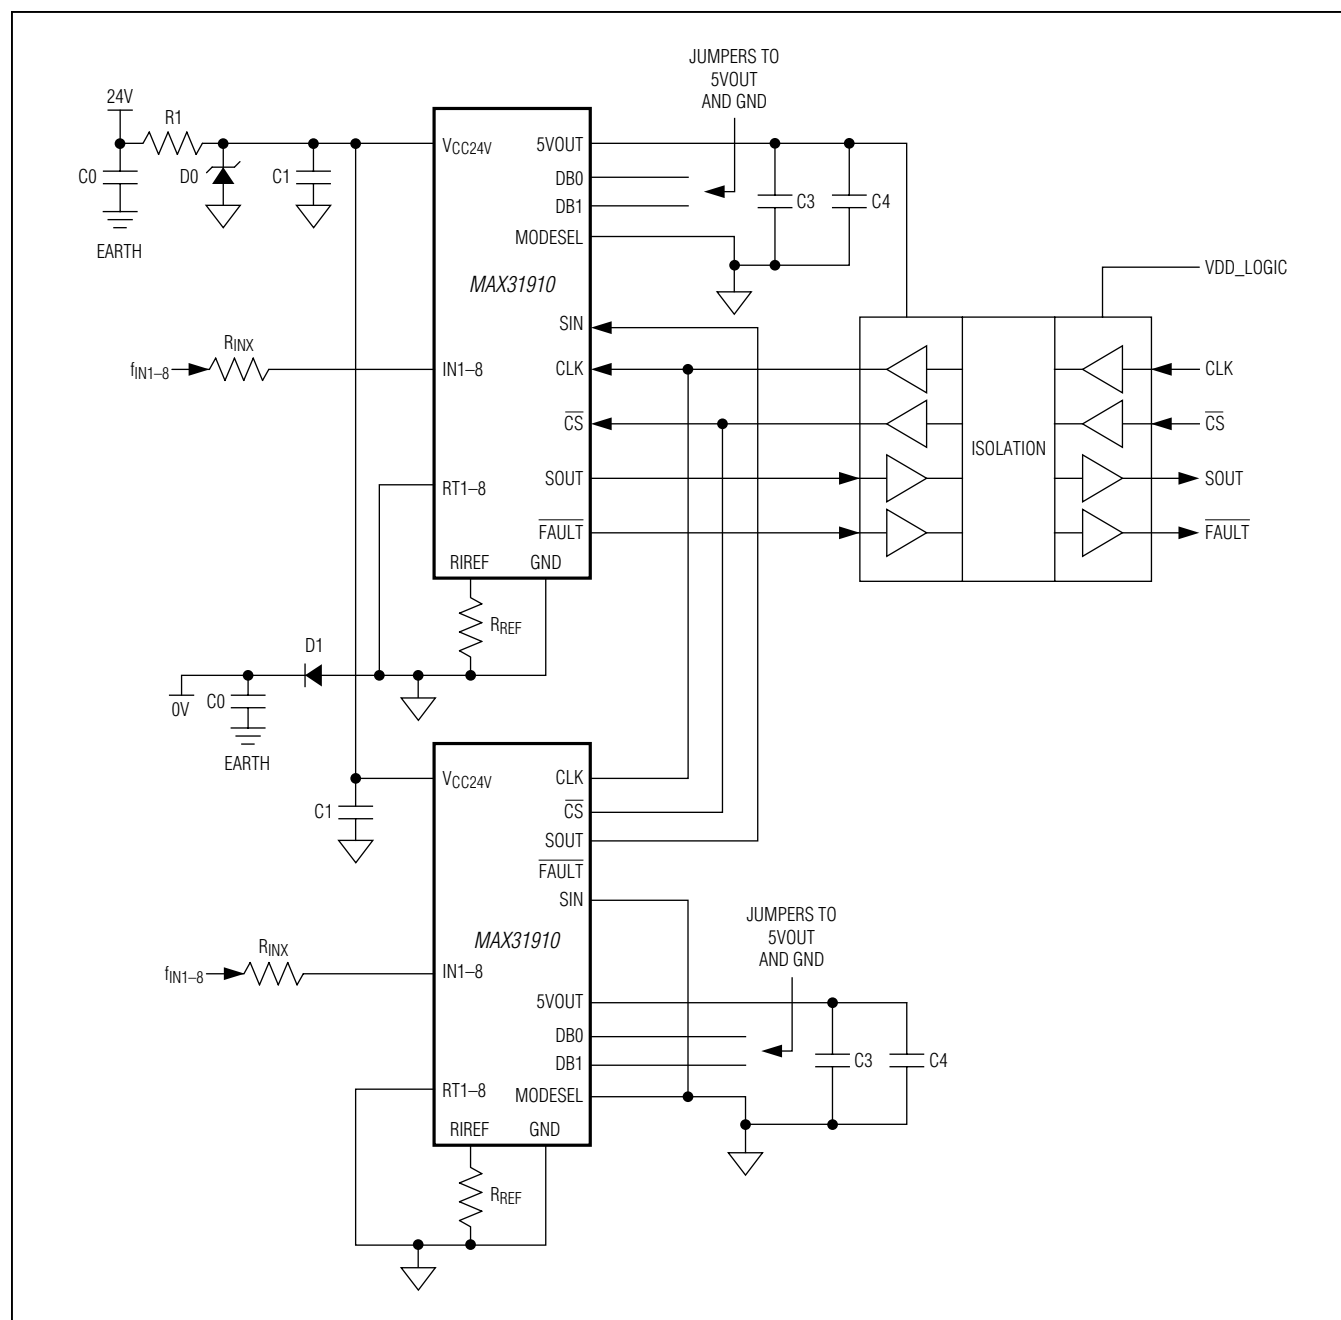 JUMPERS TO
5VOUT
AND GND
24V
R1
C0
D0
C1
EARTH
VCC24V
5VOUT
DB0
DB1
MODESEL
C3
C4
MAX31910
VDD_LOGIC
SIN
fIN1–8
RINX
IN1–8
CLK
CLK
CS
ISOLATION
CS
RT1–8
SOUT
SOUT
FAULT
FAULT
RIREF
GND
RREF
D1
0V
C0
EARTH
VCC24V
CLK
C1
CS
SOUT
FAULT
SIN
MAX31910
JUMPERS TO
5VOUT
AND GND
fIN1–8
RINX
IN1–8
5VOUT
DB0
DB1
C3
C4
RT1–8
MODESEL
RIREF
GND
RREF